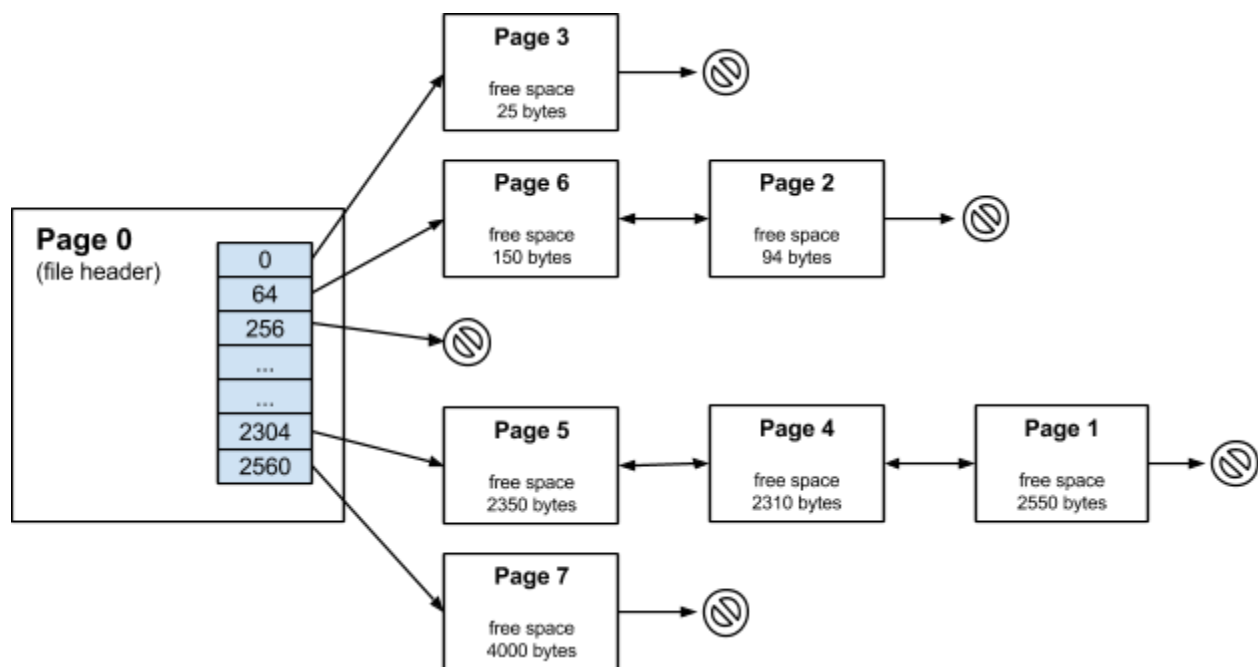 Page 3
free space
25 bytes
Page 6
free space
150 bytes
Page 2
free space
94 bytes
Page 0
(file header)
0
64
256
...
...
2304
2560
Page 5
free space
2350 bytes
Page 4
free space
2310 bytes
Page 1
free space
2550 bytes
Page 7
free space
4000 bytes